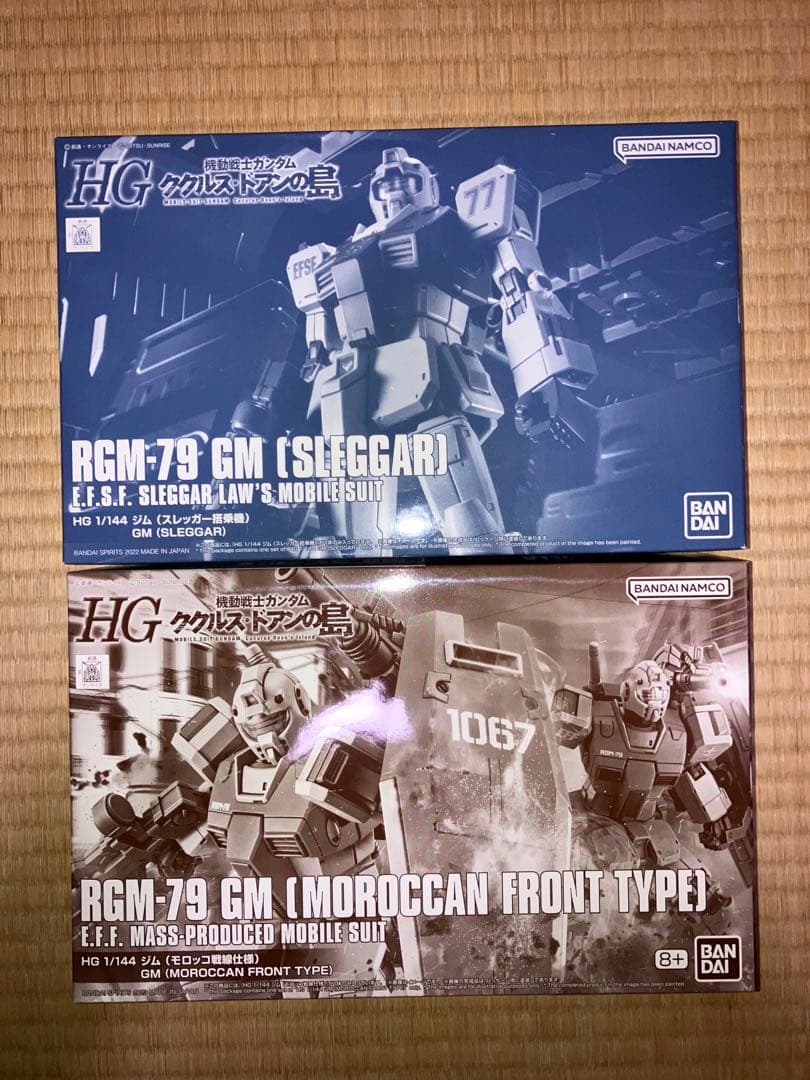 BANDAI NAMCO
HG
機動戦士ガンダム
ククルス・ドアンの島
MOBILE SUIT GUNDAM Cucuruz Doan's Island
77
EFSF
RGM-79 GM [SLEGGAR]
E.F.S.F. SLEGGAR LAW'S MOBILE SUIT
HG 1/144 ジム（スレッガー搭乗機）
GM (SLEGGAR)
BANDAI SPIRITS 2022 MADE IN JAPAN
BAN
DAI
BANDAI NAMCO
HG
機動戦士ガンダム
ククルス・ドアンの島
MOBILE SUIT GUNDAM Cucuruz Doan's Island
1067
RGM-79
RGM-79
RGM-79 GM [MOROCCAN FRONT TYPE]
E.F.F. MASS-PRODUCED MOBILE SUIT
HG 1/144 ジム（モロッコ戦線仕様）
GM (MOROCCAN FRONT TYPE)
8+
BAN
DAI